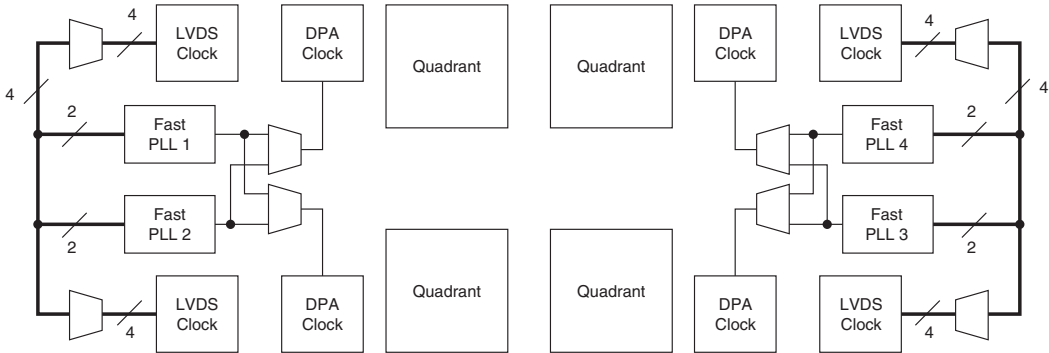 4
LVDS
Clock
DPA
Clock
Quadrant
Quadrant
DPA
Clock
LVDS
Clock
4
4
4
2
Fast
PLL 1
Fast
PLL 4
2
2
Fast
PLL 2
Fast
PLL 3
2
4
LVDS
Clock
DPA
Clock
Quadrant
Quadrant
DPA
Clock
LVDS
Clock
4